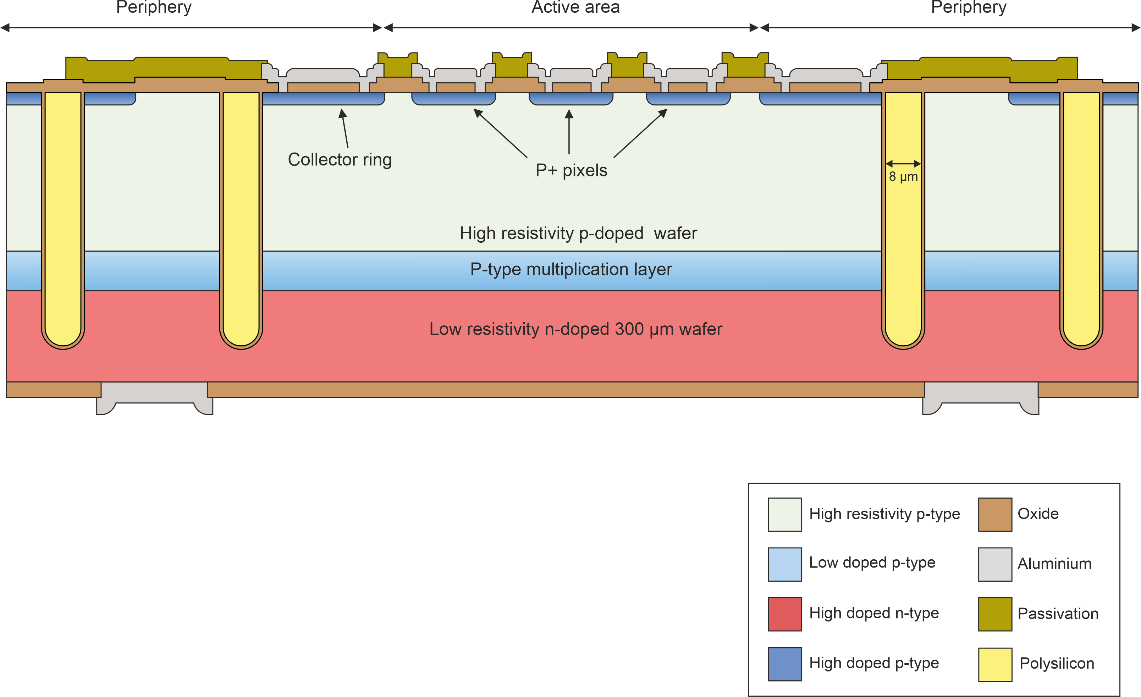 Periphery
Active area
Periphery
Collector ring
P+ pixels
8 µm
High resistivity p-doped wafer
P-type multiplication layer
Low resistivity n-doped 300 µm wafer
High resistivity p-type
Oxide
Low doped p-type
Aluminium
High doped n-type
Passivation
High doped p-type
Polysilicon